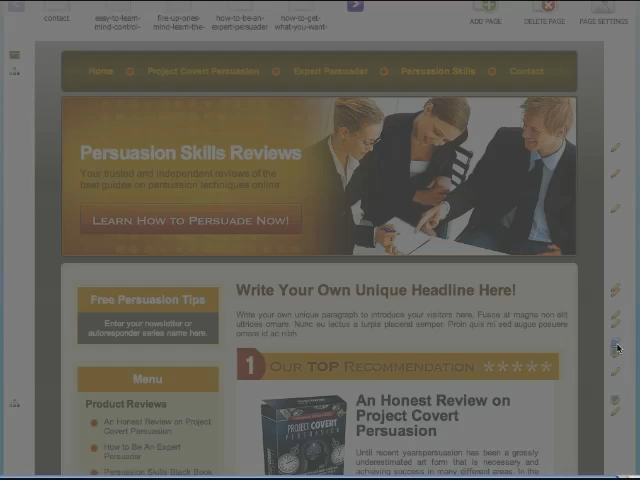 contact
easy-to-learn-
mind-control-
fire-up-ones-
mind-learn-the-
how-to-be-an-
expert-persuader
how-to-get-
what-you-want-
ADD PAGE
DELETE PAGE
PAGE SETTINGS
Home
Project Covert Persuasion
Expert Persuader
Persuasion Skills
Contact
Persuasion Skills Reviews
Your trusted and independent reviews of the
best guides on persuasion techniques online
Learn How to Persuade Now!
Free Persuasion Tips
Enter your newsletter or
autoresponder series name here.
Menu
Product Reviews
An Honest Review on Project
Covert Persuasion
How to Be An Expert
Persuader
Persuasion Skills Black Book
Write Your Own Unique Headline Here!
Write your own unique paragraph to introduce your visitors here. Fusce at magna non elit
ultricies ornare. Nunc eu lectus a turpis placerat semper. Proin quis mi sed augue posuere
ornare id ac nibh.
1 Our TOP Recommendation
PROJECT COVERT
PERSUASION
An Honest Review on
Project Covert
Persuasion
Until recent yearspersuasion has been a grossly
underestimated art form that is necessary and
achieving success in many different areas. In the